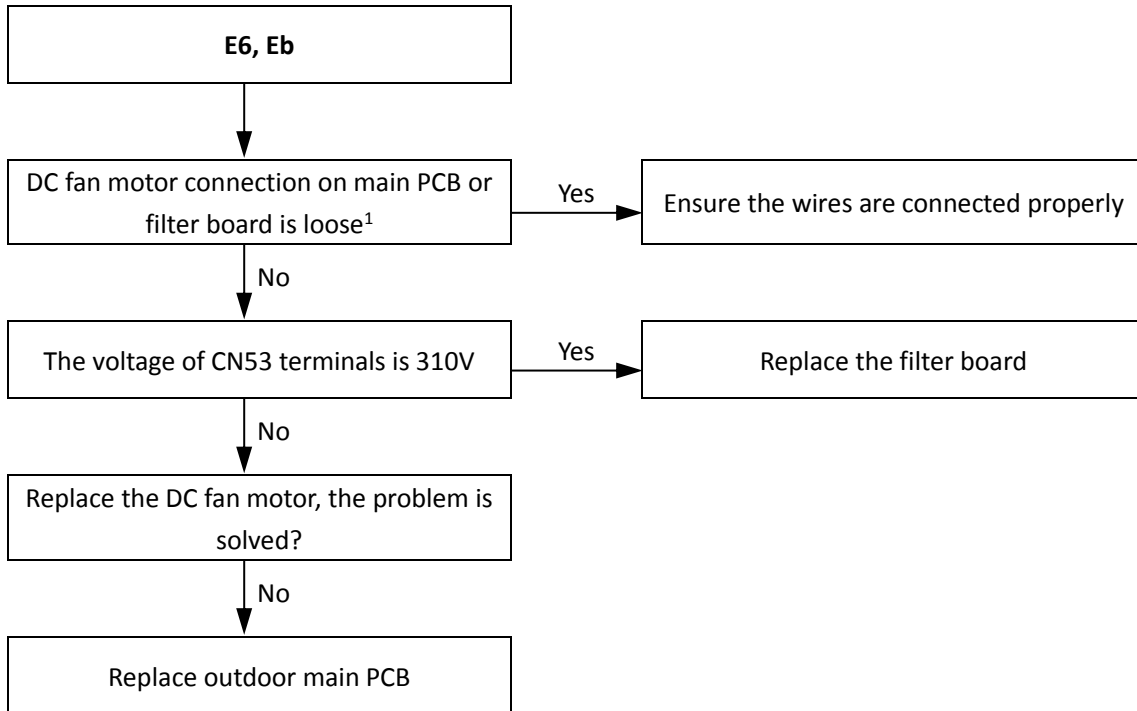 E6, Eb
DC fan motor connection on main PCB or
filter board is loose¹
Yes
Ensure the wires are connected properly
No
The voltage of CN53 terminals is 310V
Yes
Replace the filter board
No
Replace the DC fan motor, the problem is
solved?
No
Replace outdoor main PCB